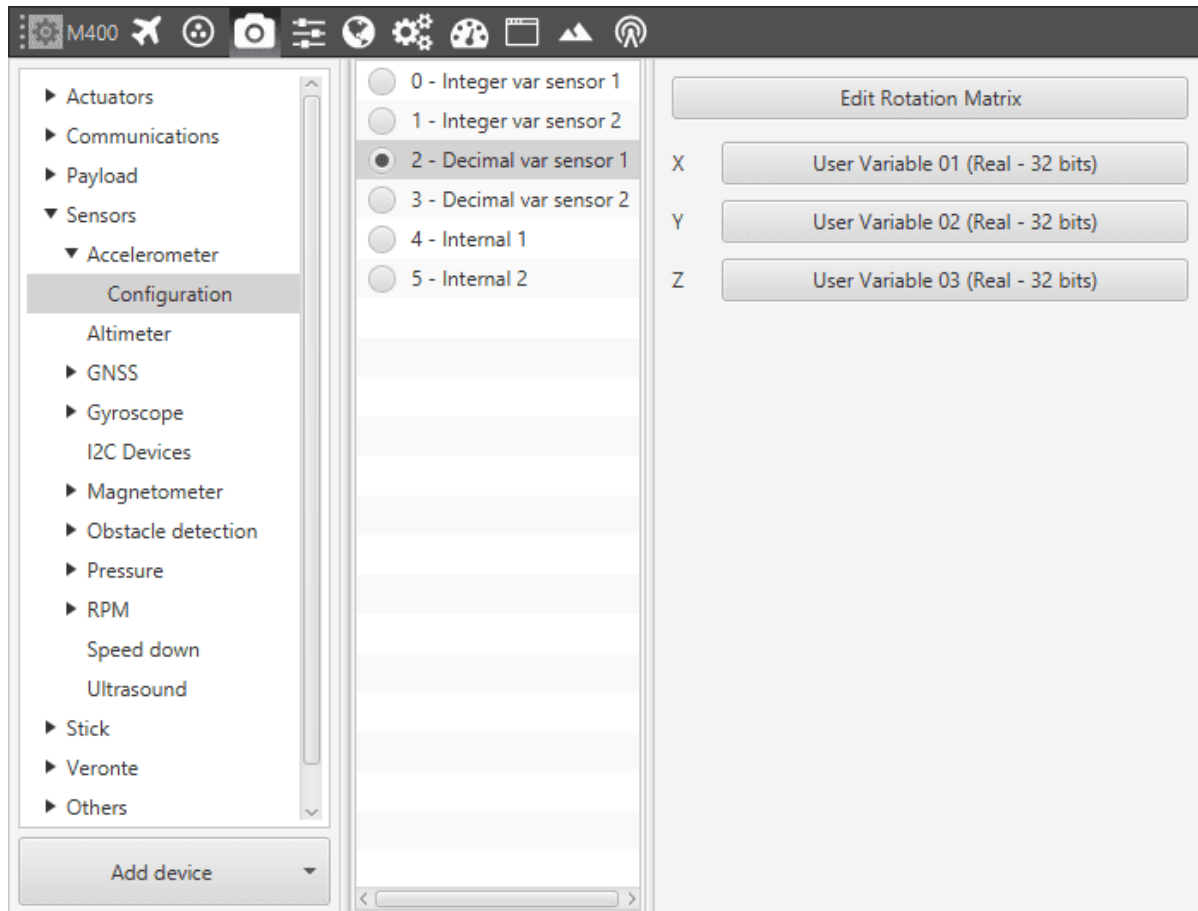 M400
Actuators
Communications
Payload
Sensors
Accelerometer
Configuration
Altimeter
GNSS
Gyroscope
I2C Devices
Magnetometer
Obstacle detection
Pressure
RPM
Speed down
Ultrasound
Stick
Veronte
Others
Add device
0 - Integer var sensor 1
1 - Integer var sensor 2
2 - Decimal var sensor 1
3 - Decimal var sensor 2
4 - Internal 1
5 - Internal 2
Edit Rotation Matrix
X User Variable 01 (Real - 32 bits)
Y User Variable 02 (Real - 32 bits)
Z User Variable 03 (Real - 32 bits)